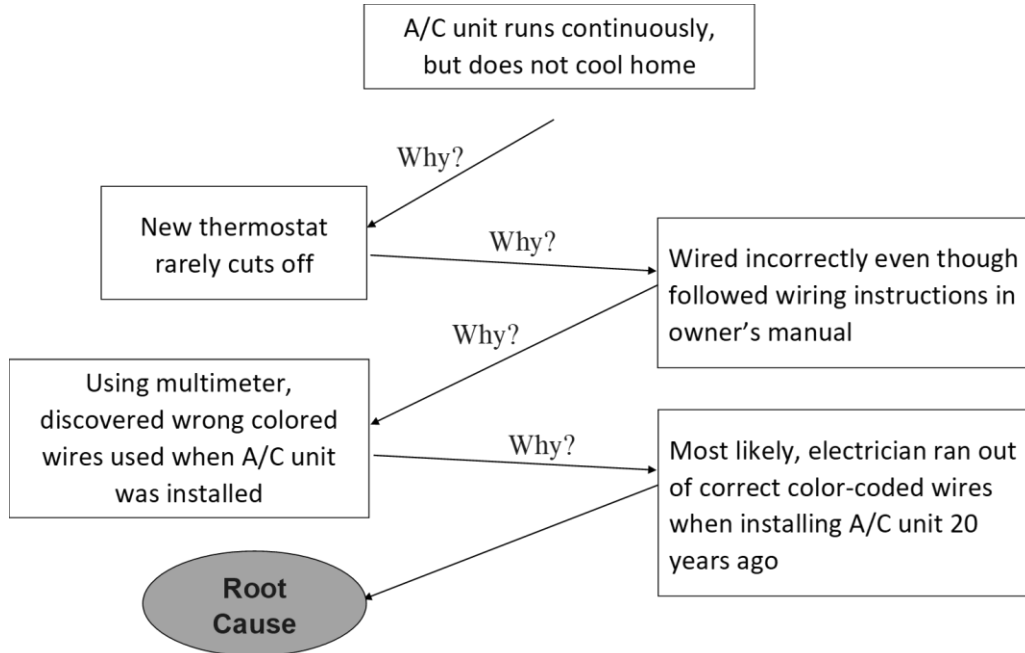 A/C unit runs continuously,
but does not cool home
Why?
New thermostat
rarely cuts off
Why?
Wired incorrectly even though
followed wiring instructions in
owner’s manual
Why?
Using multimeter,
discovered wrong colored
wires used when A/C unit
was installed
Why?
Most likely, electrician ran out
of correct color-coded wires
when installing A/C unit 20
years ago
Root
Cause